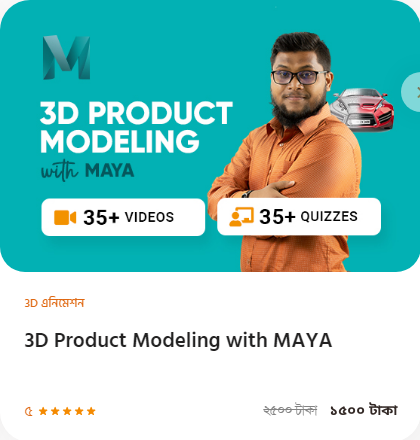 M
3D PRODUCT
MODELING
with MAYA
35+ VIDEOS
35+ QUIZZES
3D এনিমেশন
3D Product Modeling with MAYA
৫
২৫০০ টাকা ১৫০০ টাকা